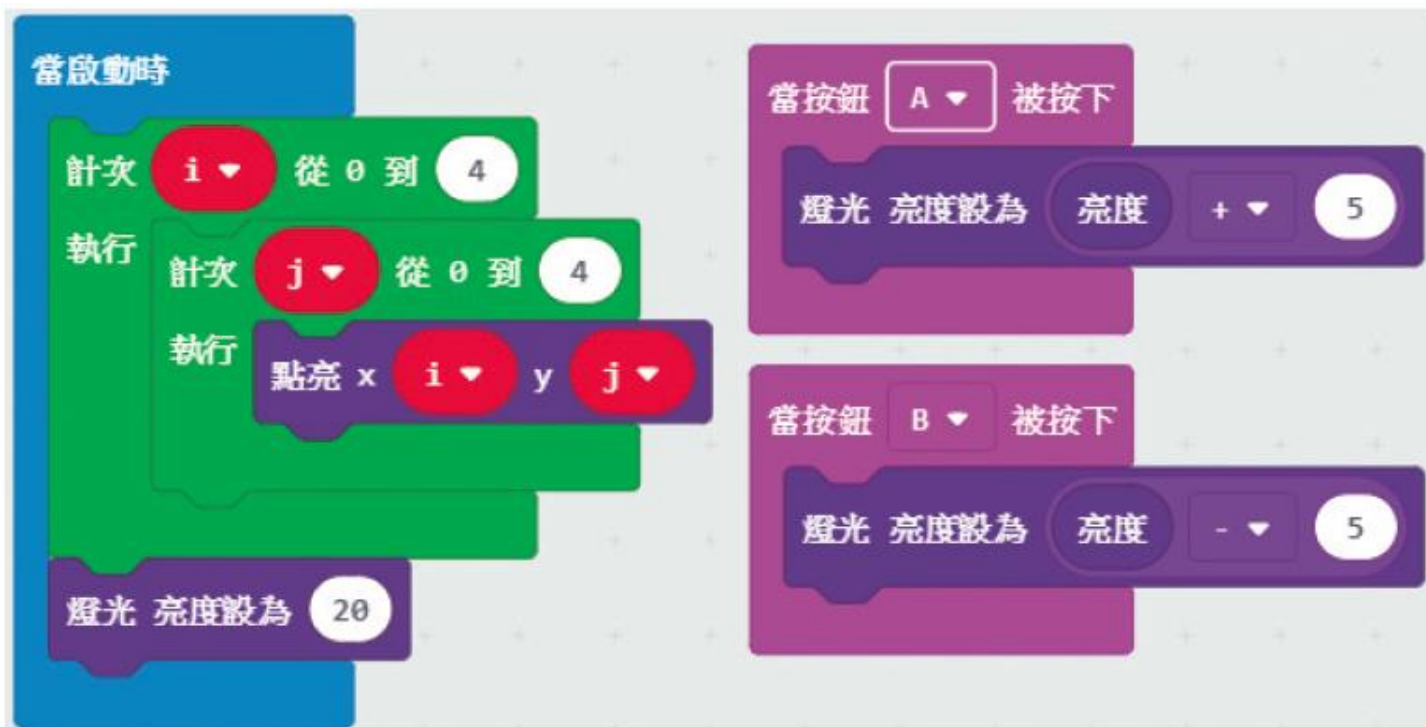 當啟動時
計次 i 從 0 到 4
執行
計次 j 從 0 到 4
執行
點亮 x i y j
燈光 亮度設為 20
當按鈕 A 被按下
燈光 亮度設為 亮度 + 5
當按鈕 B 被按下
燈光 亮度設為 亮度 - 5